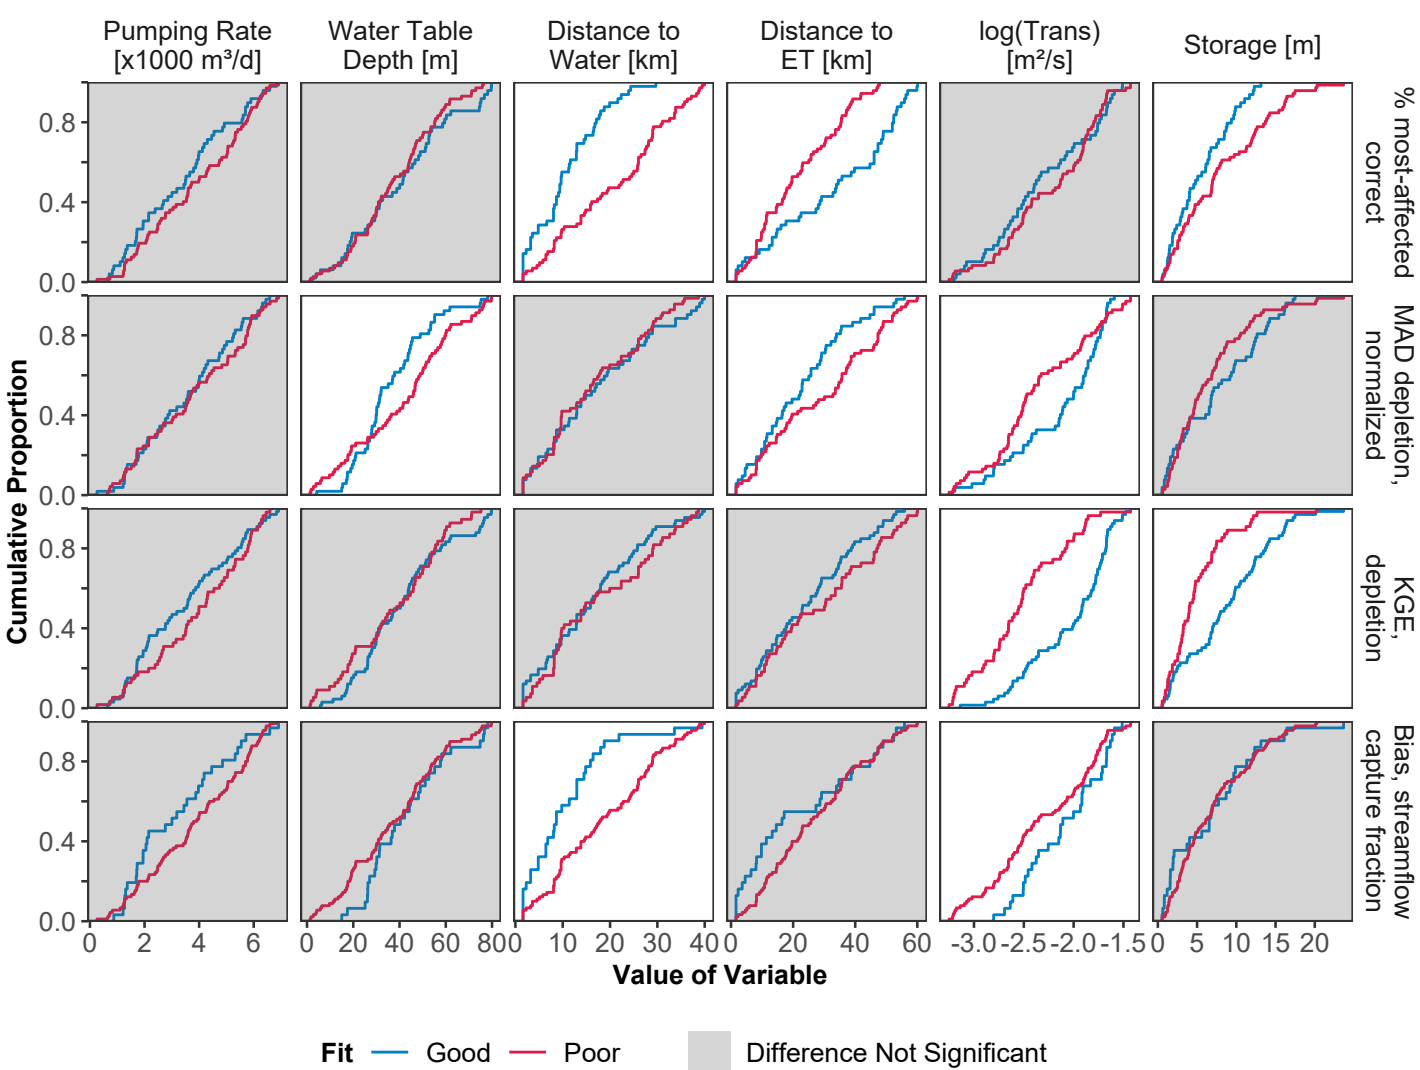 Pumping Rate
[x1000 m³/d]
Water Table
Depth [m]
Distance to
Water [km]
Distance to
ET [km]
log(Trans)
[m²/s]
Storage [m]
% most-affected
correct
MAD depletion,
normalized
KGE,
depletion
Bias, streamflow
capture fraction
Cumulative Proportion
0.8
0.4
0.0
0.8
0.4
0.0
0.8
0.4
0.0
0.8
0.4
0.0
0 2 4 6
0 20 40 60 80
0 10 20 30 40
0 20 40 60
-3.0 -2.5 -2.0 -1.5
0 5 10 15 20
Value of Variable
Fit Good Poor Difference Not Significant